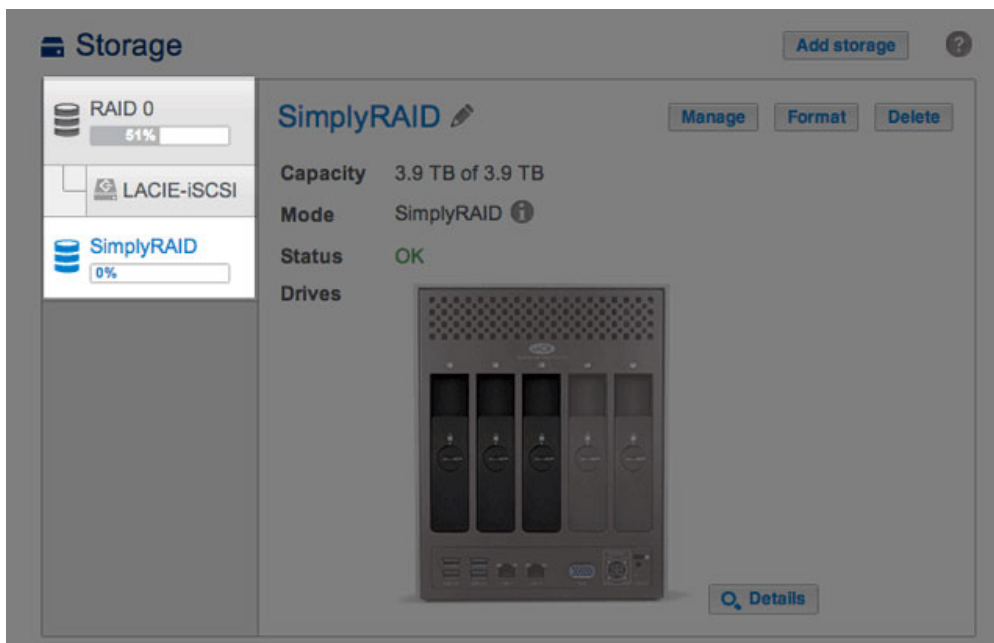 Storage
Add storage
?
RAID 0
51%
LACIE-iSCSI
SimplyRAID
0%
SimplyRAID
Manage Format Delete
Capacity 3.9 TB of 3.9 TB
Mode SimplyRAID i
Status OK
Drives
Details